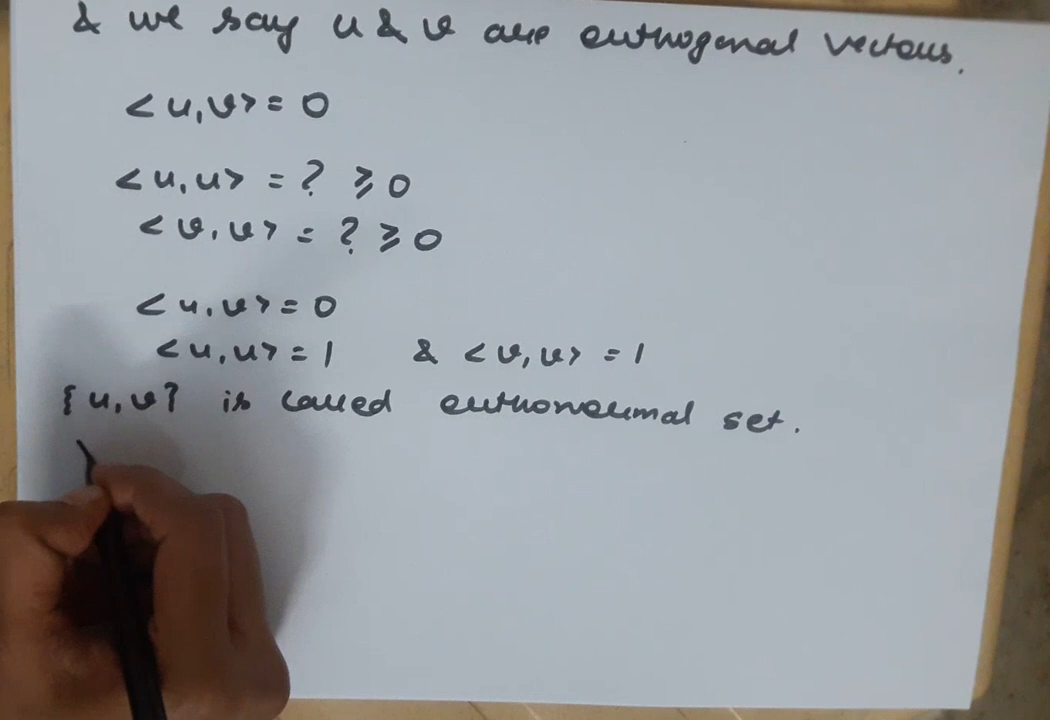 & we say u & v are orthogonal vectors.
<u,v> = 0
<u,u> = ? ≥ 0
<v,v> = ? ≥ 0
<u,v> = 0
<u,u> = 1 & <v,v> = 1
{u,v} is called orthonormal set.